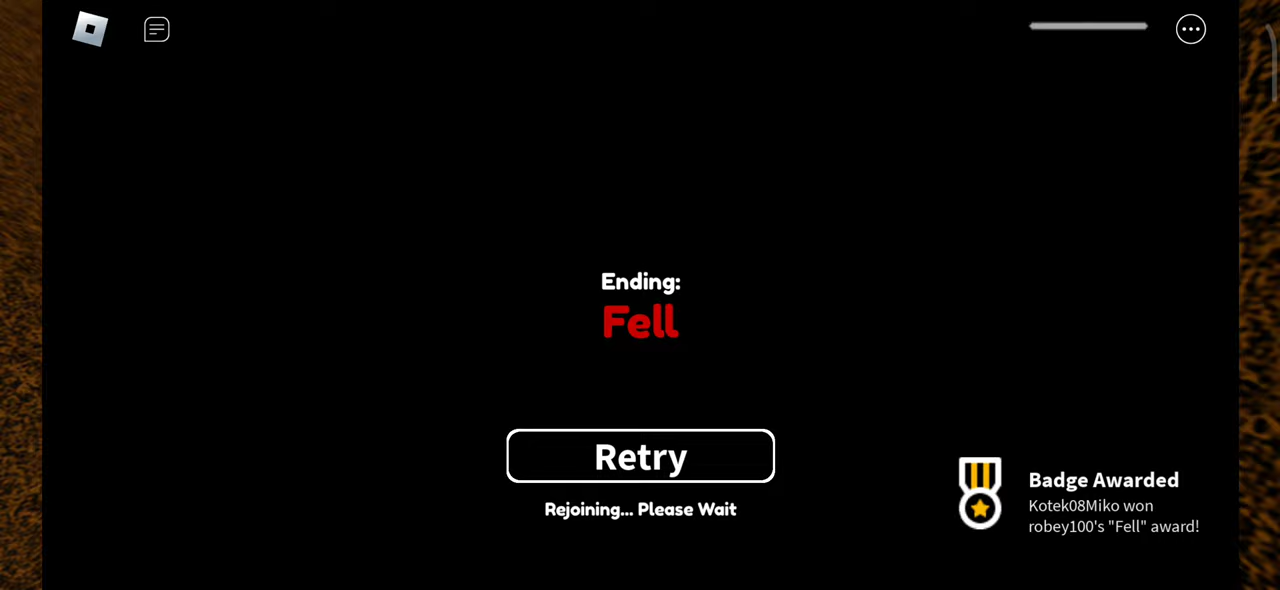 Ending:
Fell
Retry
Rejoining... Please Wait
Badge Awarded
Kotek08Miko won
robey100's "Fell" award!